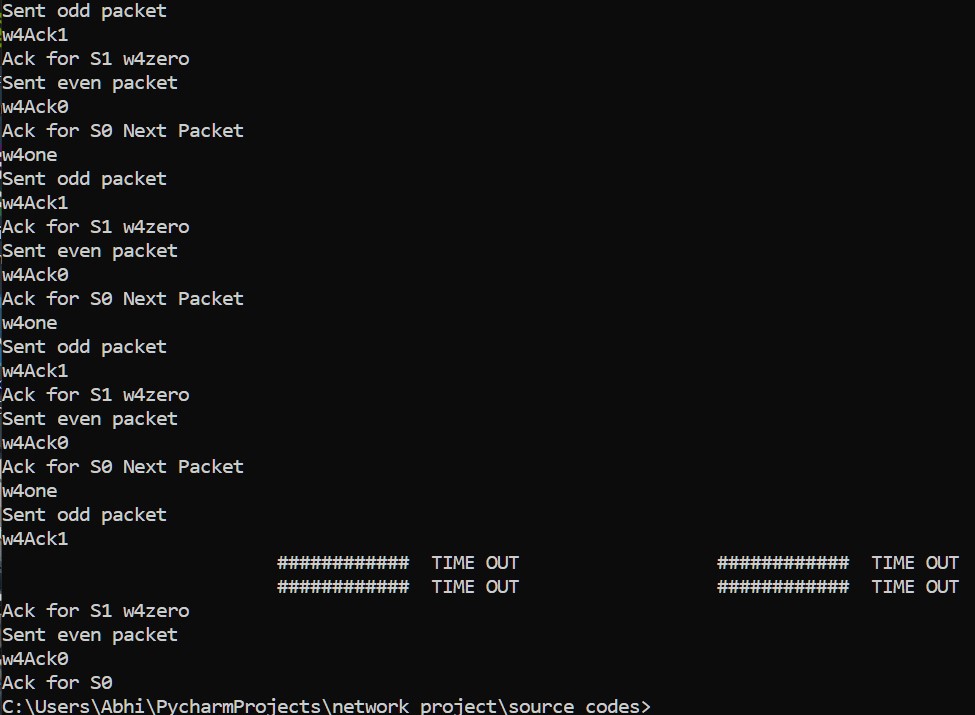 Sent odd packet
w4Ack1
Ack for S1 w4zero
Sent even packet
w4Ack0
Ack for S0 Next Packet
w4one
Sent odd packet
w4Ack1
Ack for S1 w4zero
Sent even packet
w4Ack0
Ack for S0 Next Packet
w4one
Sent odd packet
w4Ack1
Ack for S1 w4zero
Sent even packet
w4Ack0
Ack for S0 Next Packet
w4one
Sent odd packet
w4Ack1
############  TIME OUT                  ############  TIME OUT
############  TIME OUT                  ############  TIME OUT
Ack for S1 w4zero
Sent even packet
w4Ack0
Ack for S0
C:\Users\Abhi\PycharmProjects\network project\source codes>